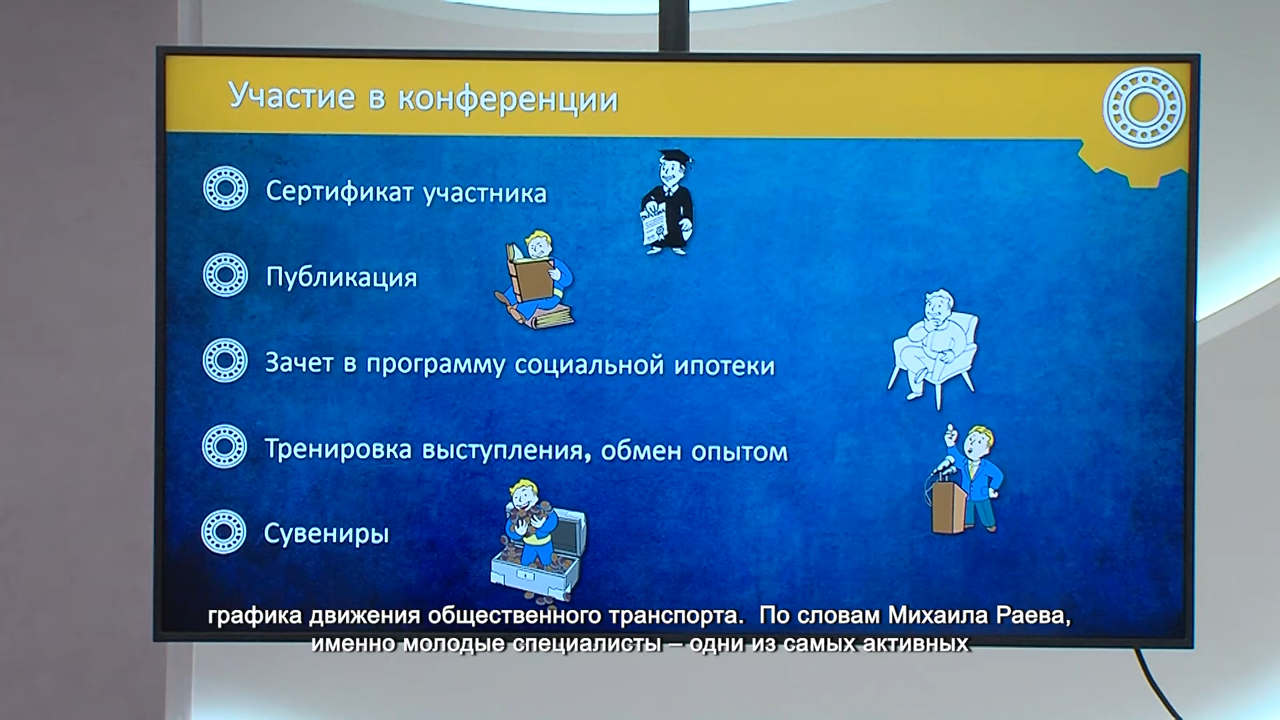 Участие в конференции
Сертификат участника
Публикация
Зачет в программу социальной ипотеки
Тренировка выступления, обмен опытом
Сувениры
графика движения общественного транспорта. По словам Михаила Раева,
именно молодые специалисты – одни из самых активных